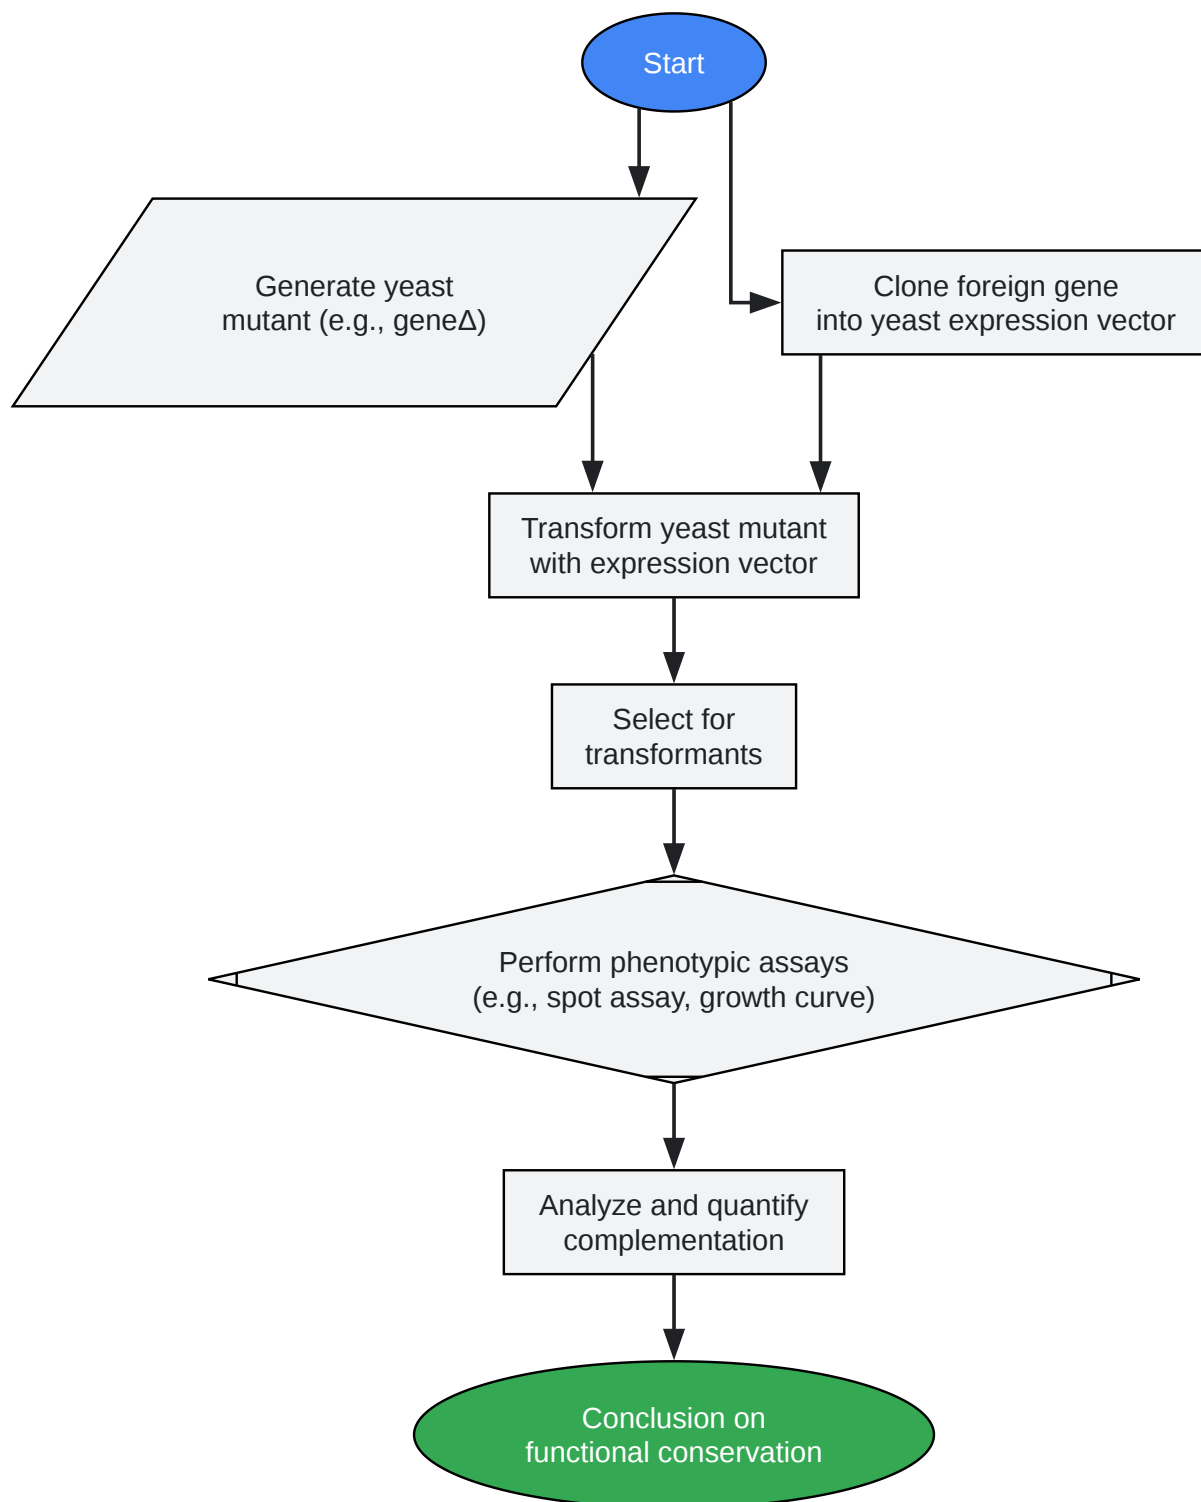 Start
Generate yeast
mutant (e.g., geneΔ)
Clone foreign gene
into yeast expression vector
Transform yeast mutant
with expression vector
Select for
transformants
Perform phenotypic assays
(e.g., spot assay, growth curve)
Analyze and quantify
complementation
Conclusion on
functional conservation